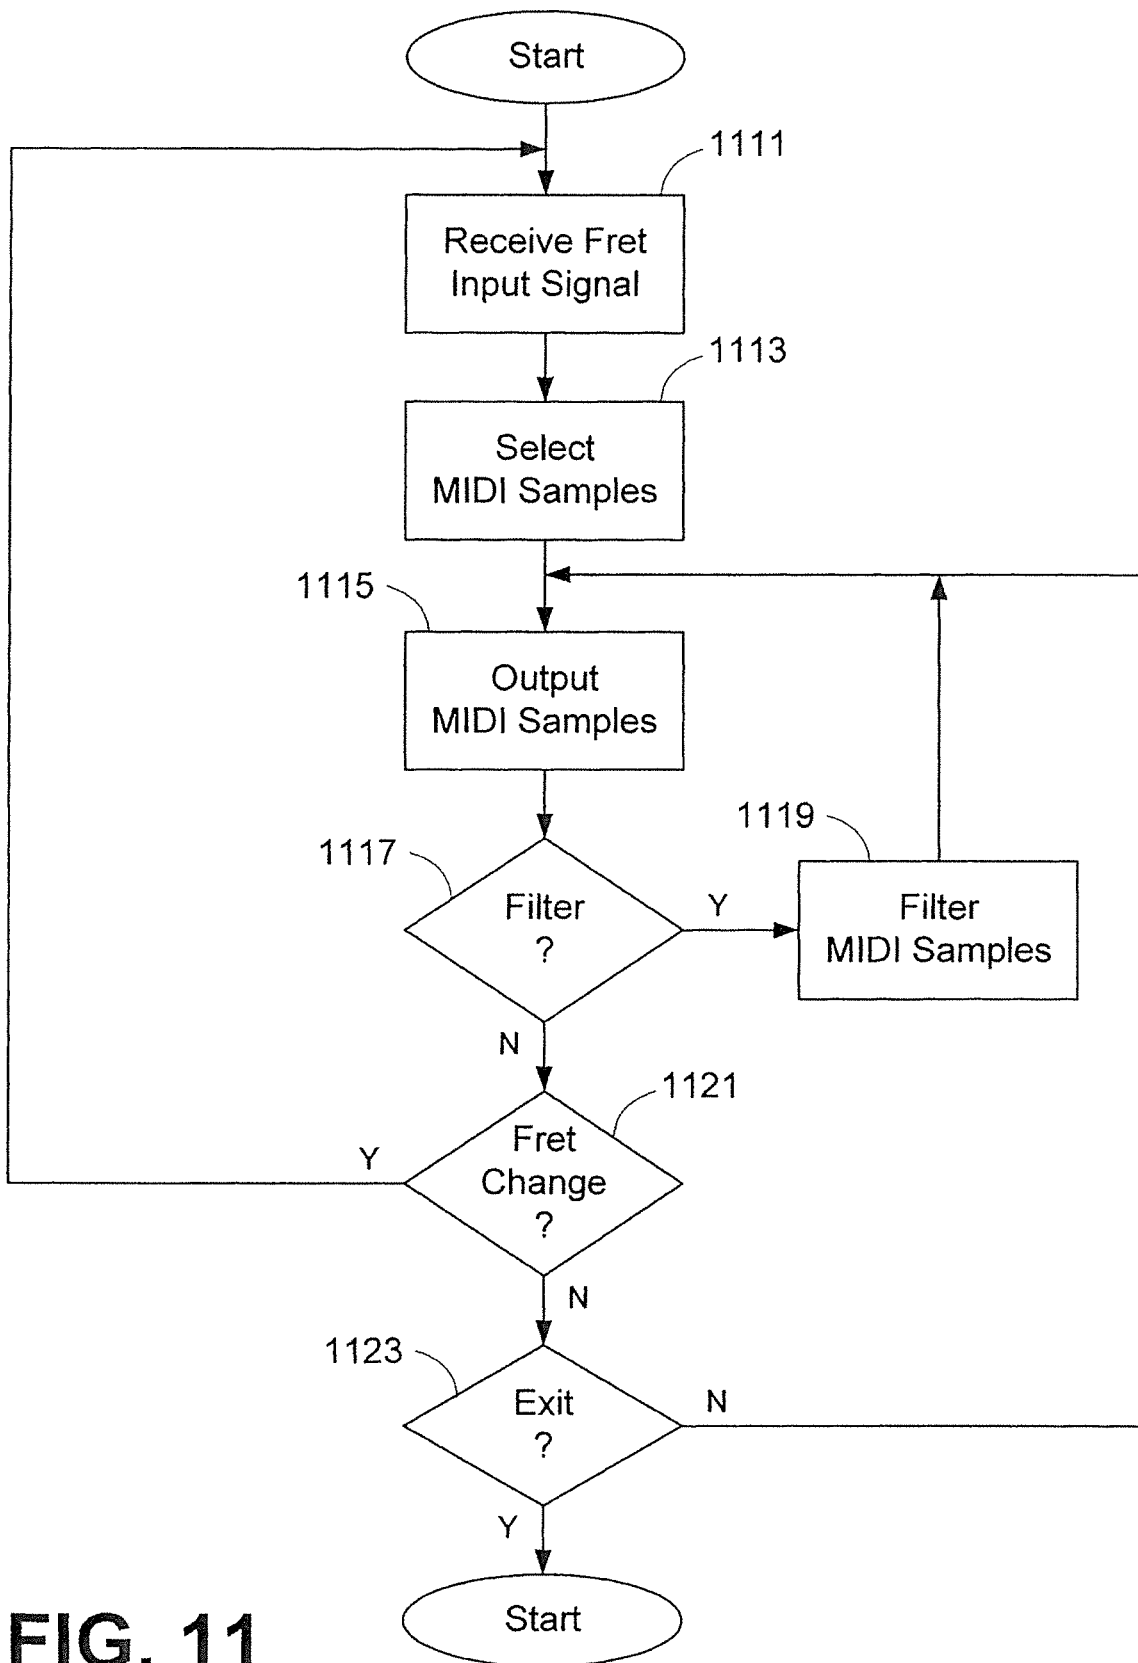 Start
1111
Receive Fret
Input Signal
1113
Select
MIDI Samples
1115
Output
MIDI Samples
1117
Filter
?
Y
1119
Filter
MIDI Samples
N
1121
Fret
Change
?
Y
N
1123
Exit
?
N
Y
Start
FIG. 11